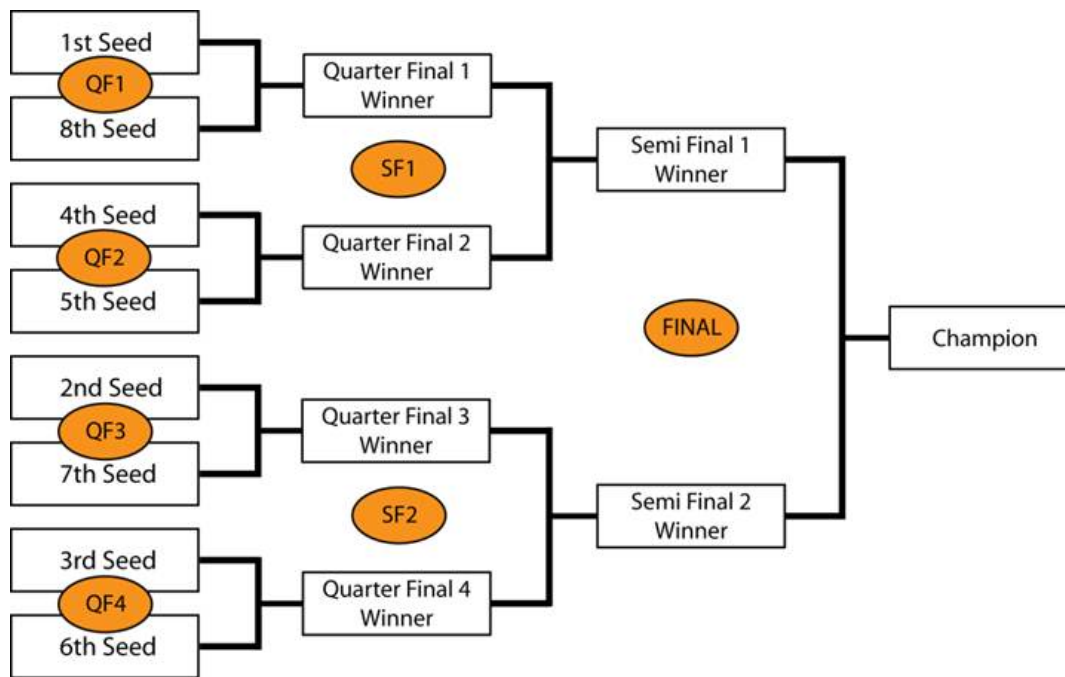 1st Seed
QF1
8th Seed
4th Seed
QF2
5th Seed
2nd Seed
QF3
7th Seed
3rd Seed
QF4
6th Seed
Quarter Final 1
Winner
SF1
Quarter Final 2
Winner
Quarter Final 3
Winner
SF2
Quarter Final 4
Winner
Semi Final 1
Winner
FINAL
Semi Final 2
Winner
Champion